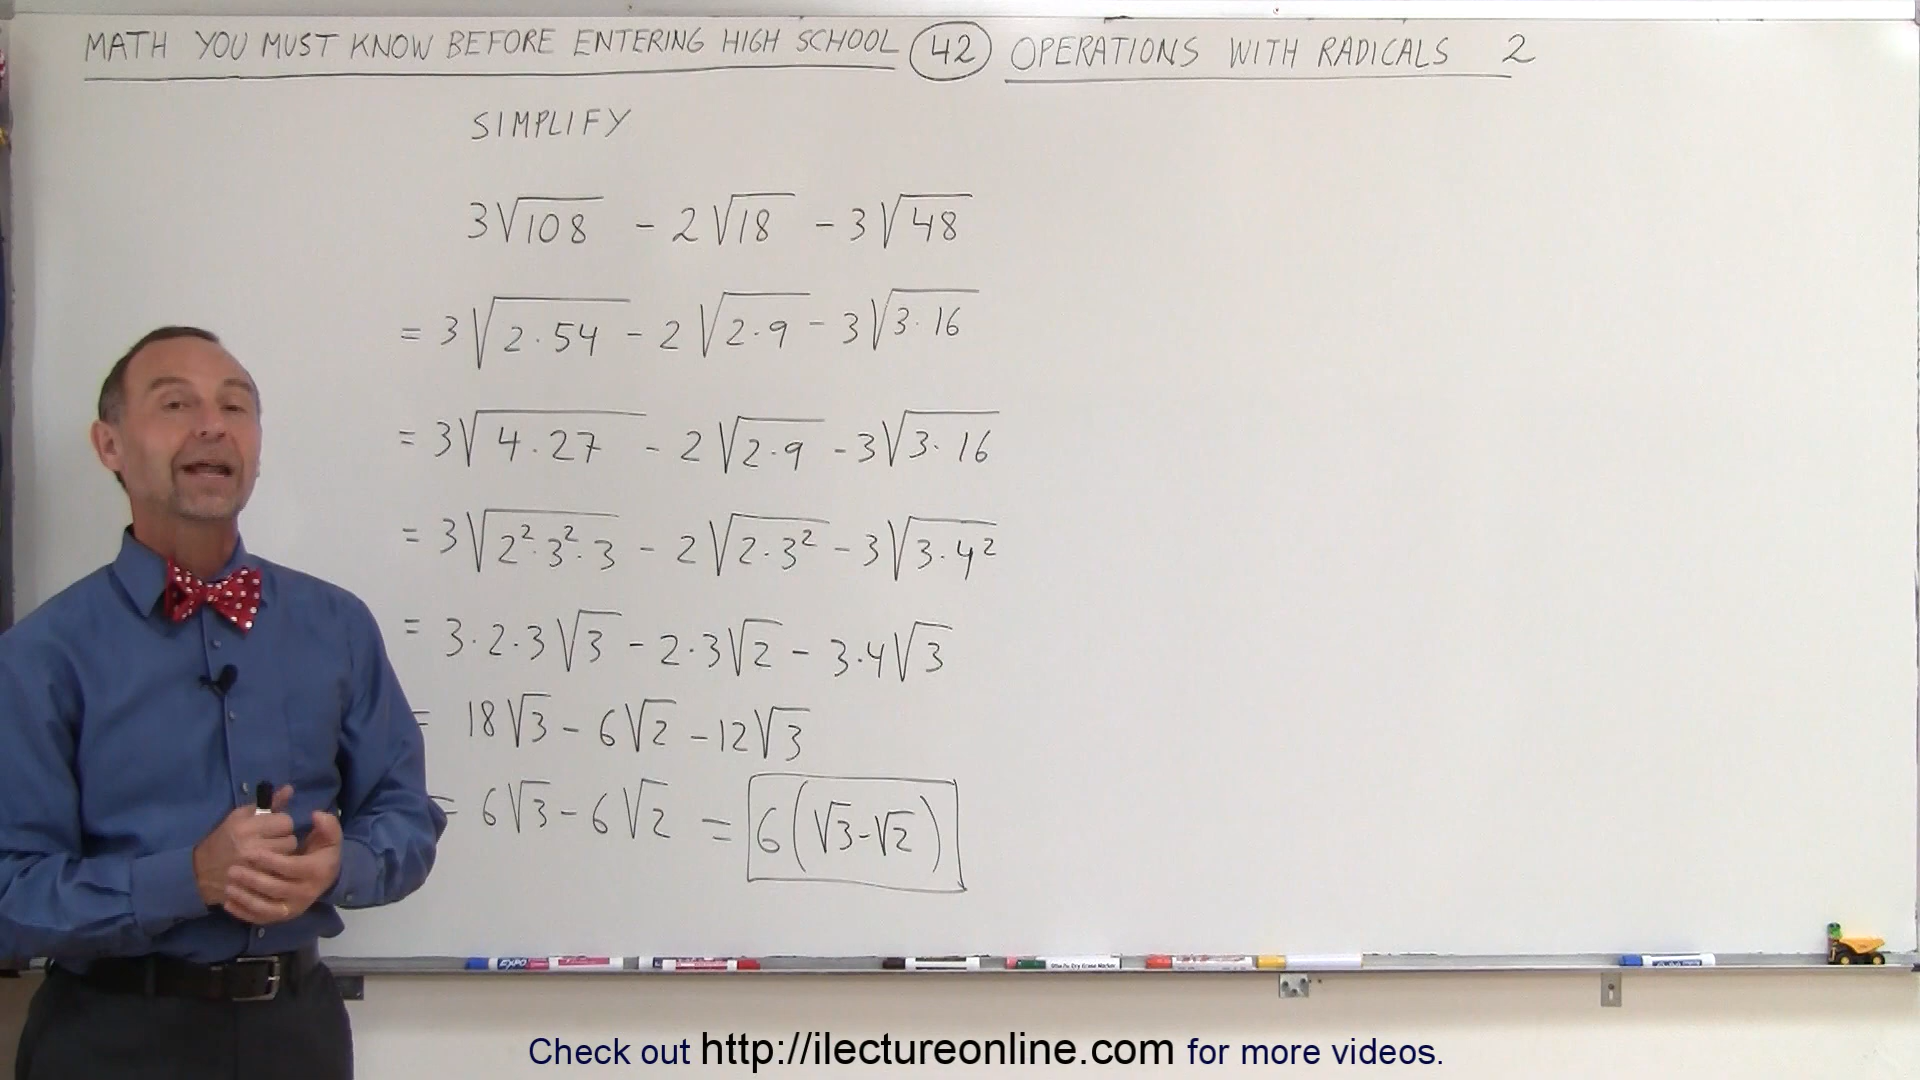 MATH YOU MUST KNOW BEFORE ENTERING HIGH SCHOOL 42 OPERATIONS WITH RADICALS 2
SIMPLIFY
3√108 - 2√18 - 3√48
= 3√2·54 - 2√2·9 - 3√3·16
= 3√4·27 - 2√2·9 - 3√3·16
= 3√2²·3²·3 - 2√2·3² - 3√3·4²
= 3·2·3√3 - 2·3√2 - 3·4√3
= 18√3 - 6√2 - 12√3
= 6√3 - 6√2 = 6(√3-√2)
EXPO
Check out http://ilectureonline.com for more videos.